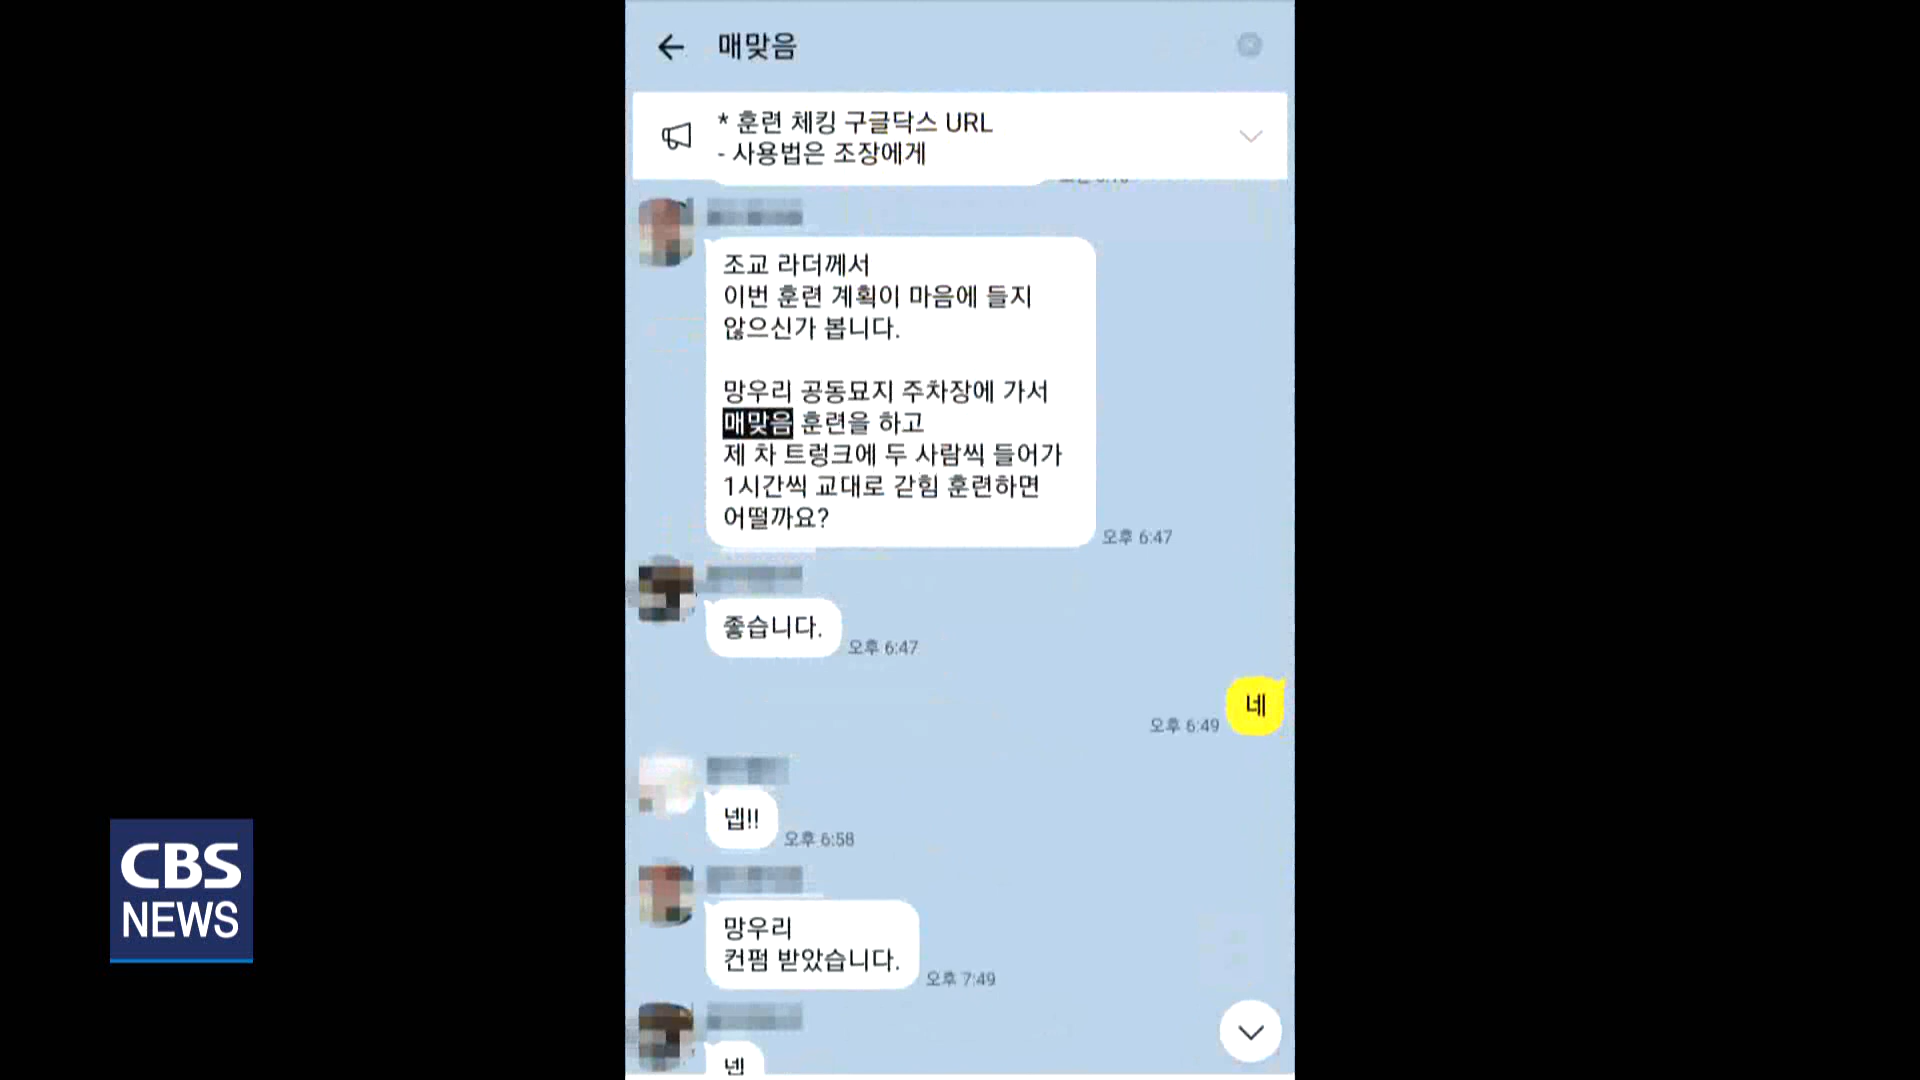 매맞음
* 훈련 체킹 구글닥스 URL
- 사용법은 조장에게
조교 라더께서
이번 훈련 계획이 마음에 들지
않으신가 봅니다.
망우리 공동묘지 주차장에 가서
매맞음 훈련을 하고
제 차 트렁크에 두 사람씩 들어가
1시간씩 교대로 갇힘 훈련하면
어떨까요?
오후 6:47
좋습니다.
오후 6:47
네
오후 6:49
넵!!
오후 6:58
망우리
컨펌 받았습니다.
오후 7:49
넨
CBS
NEWS